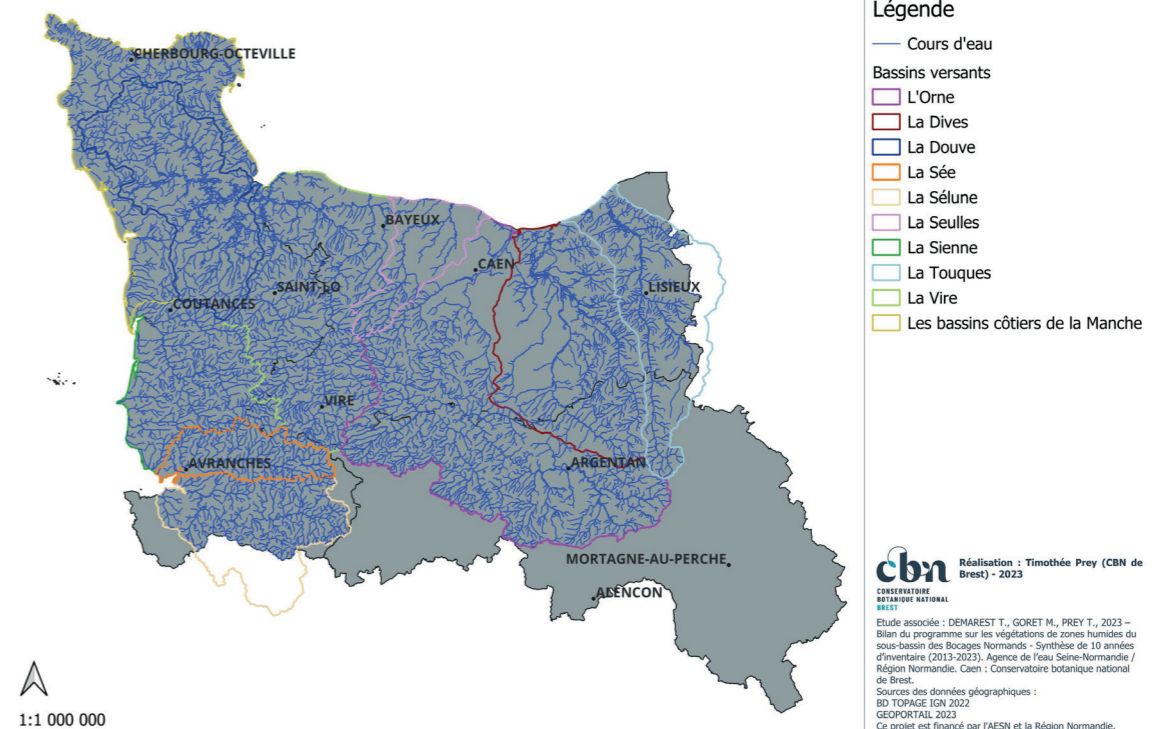 CHERBOURG-OCTEVILLE
BAYEUX
CAEN
SAINT-LO
LISIEUX
COUTANCES
VIRE
AVRANCHES
ARGENTAN
MORTAGNE-AU-PERCHE
ALENCON
1:1 000 000
Légende
Cours d'eau
Bassins versants
L'Orne
La Dives
La Douve
La Sée
La Sélune
La Seulles
La Sienne
La Touques
La Vire
Les bassins côtiers de la Manche
cbn
CONSERVATOIRE
BOTANIQUE NATIONAL
BREST
Réalisation : Timothée Prey (CBN de
Brest) - 2023
Etude associée : DEMAREST T., GORET M., PREY T., 2023 –
Bilan du programme sur les végétations de zones humides du
sous-bassin des Bocages Normands - Synthèse de 10 années
d'inventaire (2013-2023). Agence de l'eau Seine-Normandie /
Région Normandie. Caen : Conservatoire botanique national
de Brest.
Sources des données géographiques :
BD TOPAGE IGN 2022
GEOPORTAIL 2023
Ce projet est financé par l'AESN et la Région Normandie.